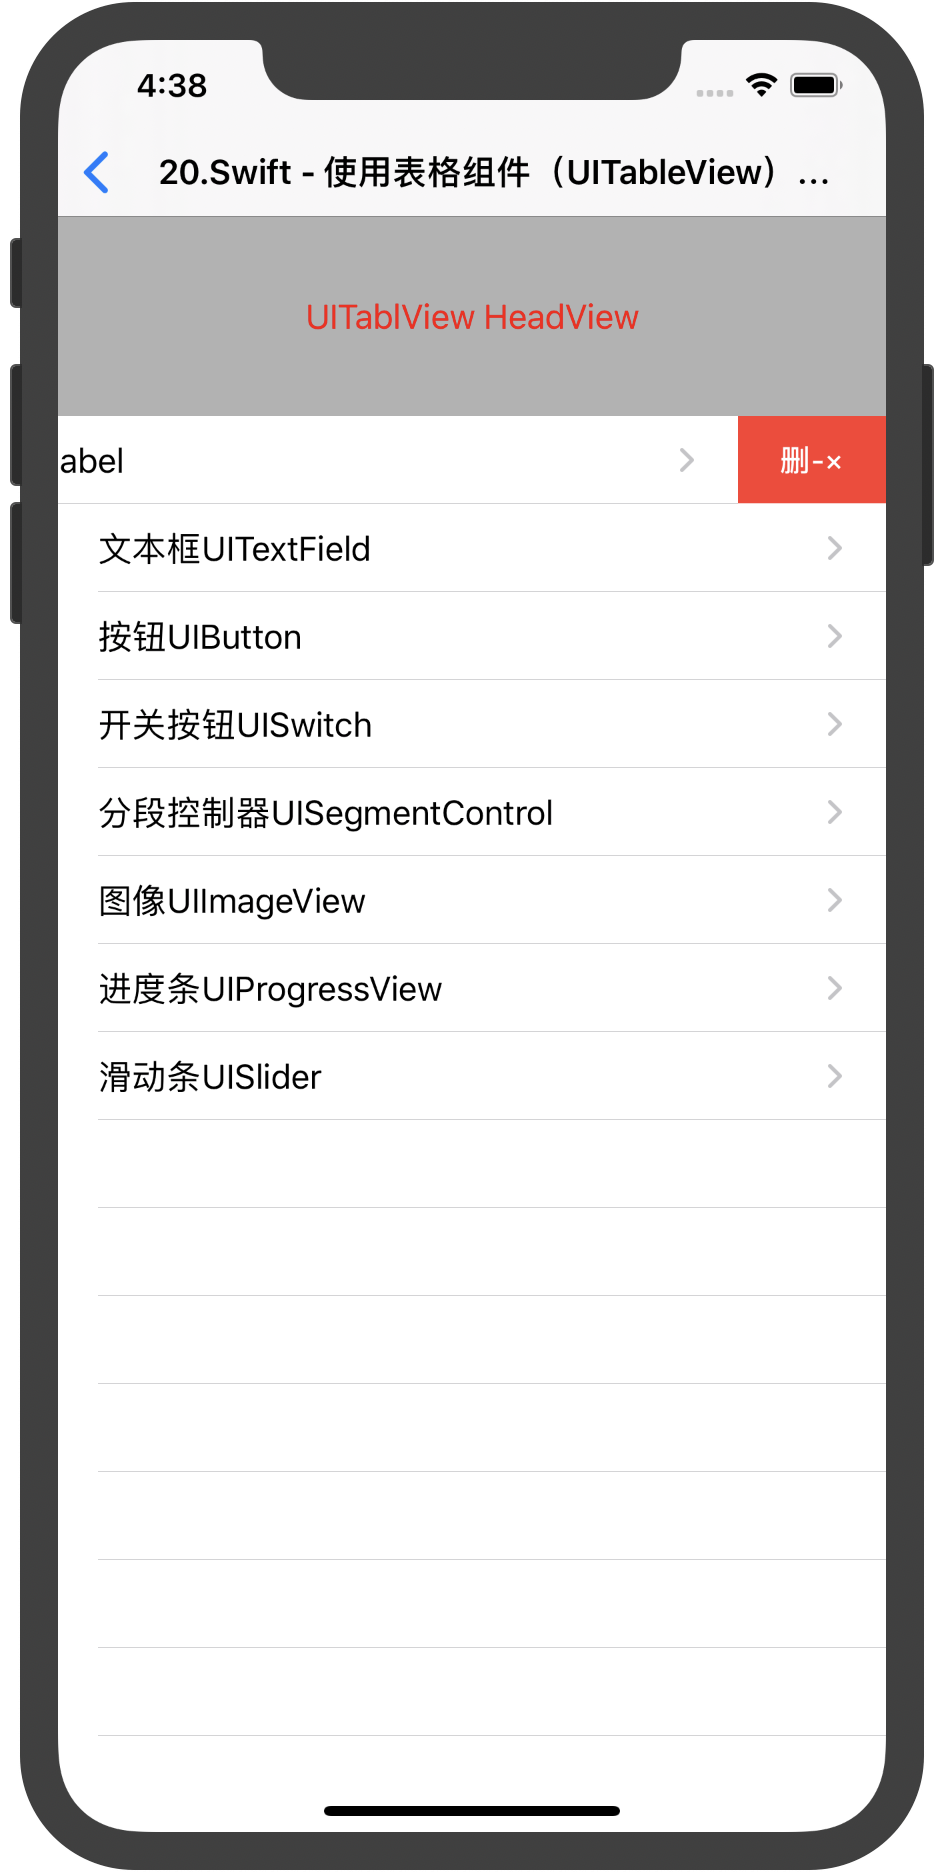 4:38
20.Swift - 使用表格组件（UITableView）...
UITablView HeadView
abel
删-×
文本框UITextField
按钮UIButton
开关按钮UISwitch
分段控制器UISegmentControl
图像UIImageView
进度条UIProgressView
滑动条UISlider